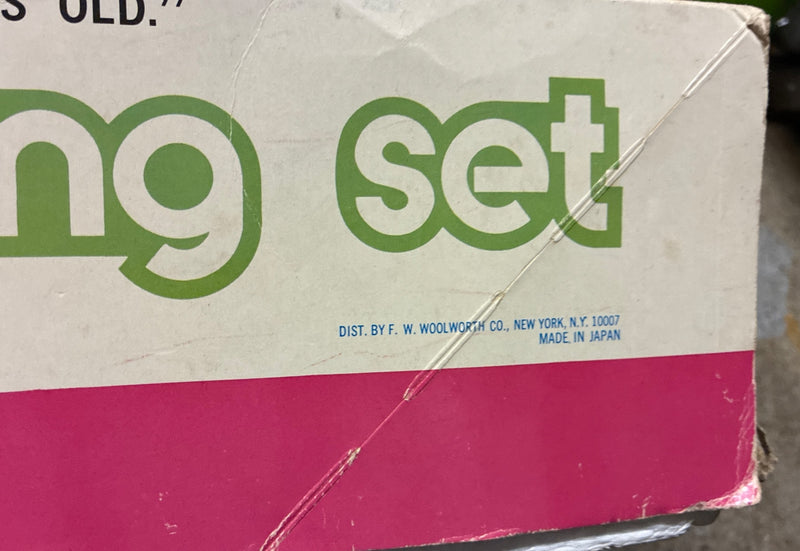 S OLD."
ng set
DIST. BY F. W. WOOLWORTH CO., NEW YORK, N.Y. 10007
MADE IN JAPAN